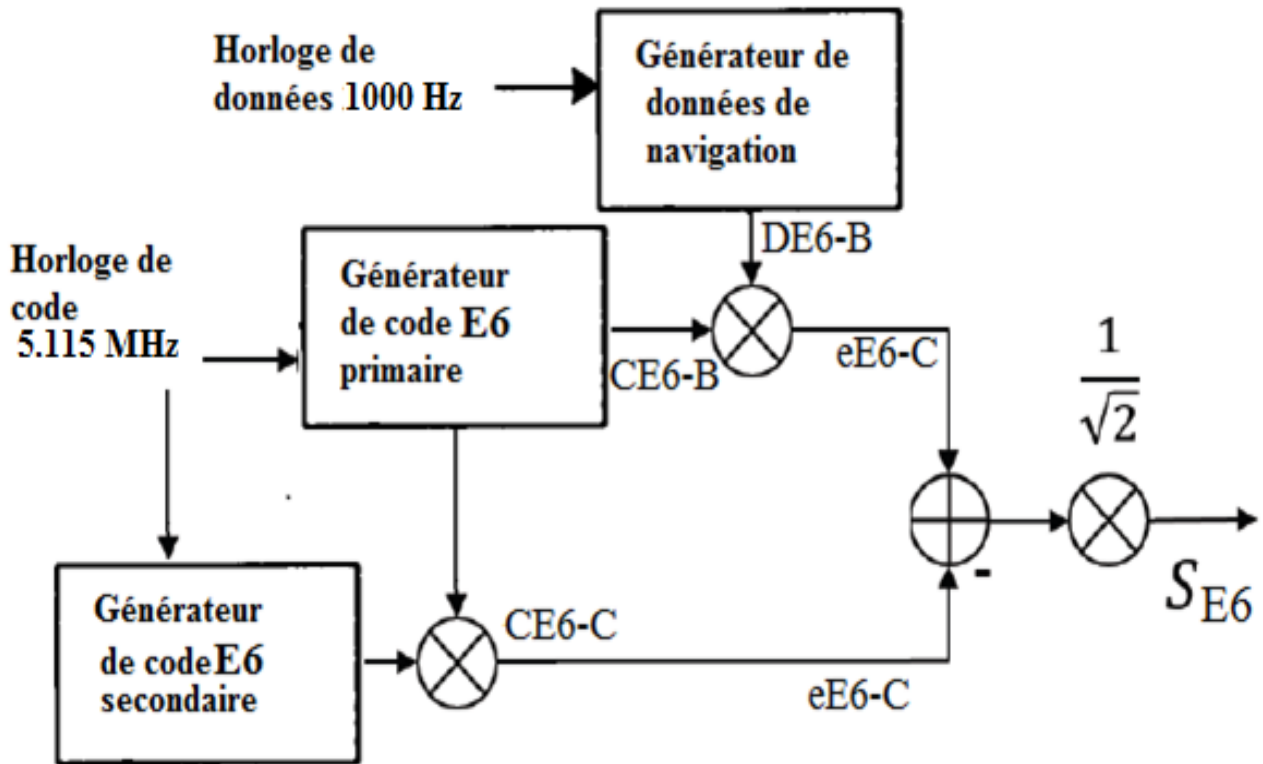 Horloge de
données 1000 Hz
Générateur de
données de
navigation
DE6-B
Horloge de
code
5.115 MHz
Générateur
de code E6
primaire
CE6-B
eE6-C
1
√2
-
S E6
Générateur
de code E6
secondaire
CE6-C
eE6-C